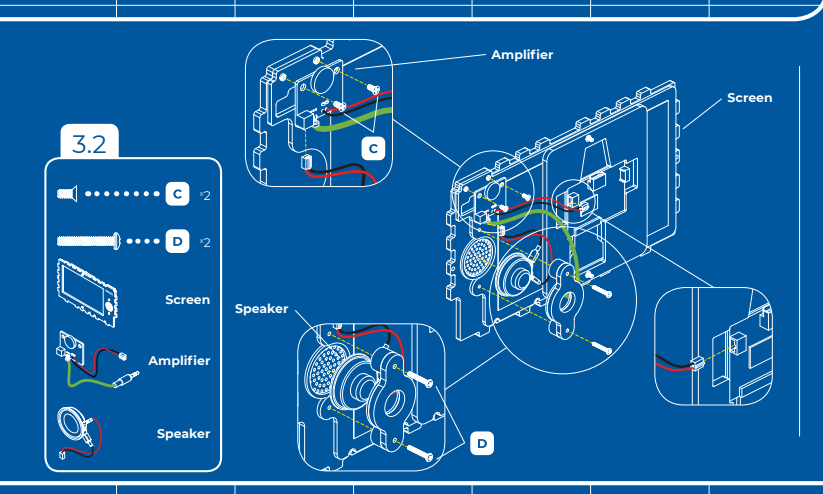 Amplifier
Screen
C
3.2
C ×2
D ×2
Screen
Speaker
Amplifier
Speaker
D